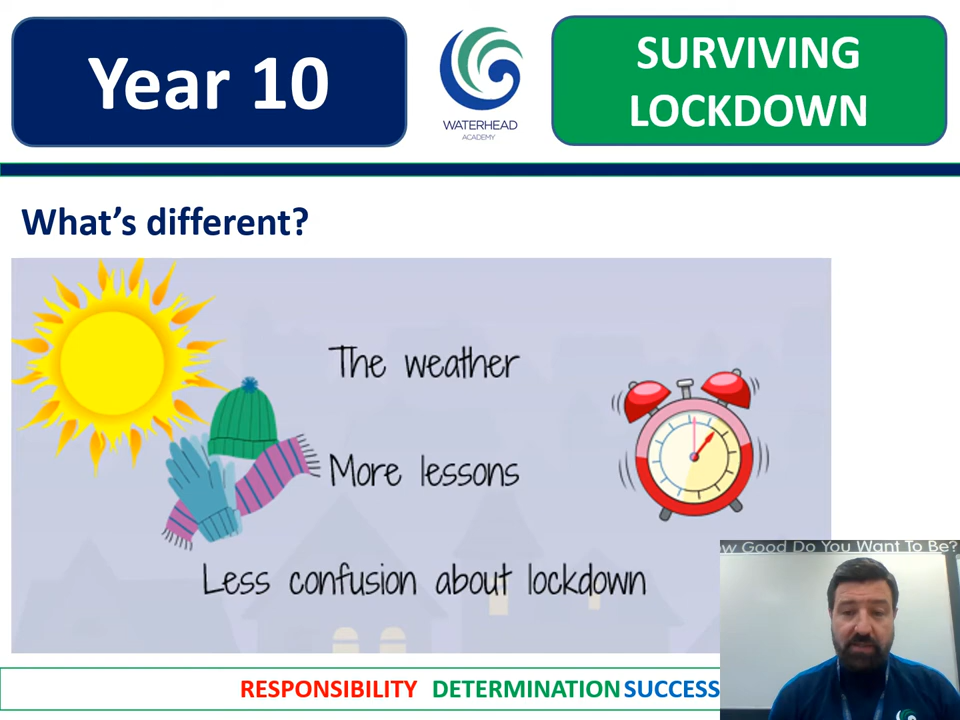 Year 10
WATERHEAD
ACADEMY
SURVIVING
LOCKDOWN
What's different?
The weather
More lessons
Less confusion about lockdown
Good Do You Want To Be?
RESPONSIBILITY DETERMINATION SUCCESS